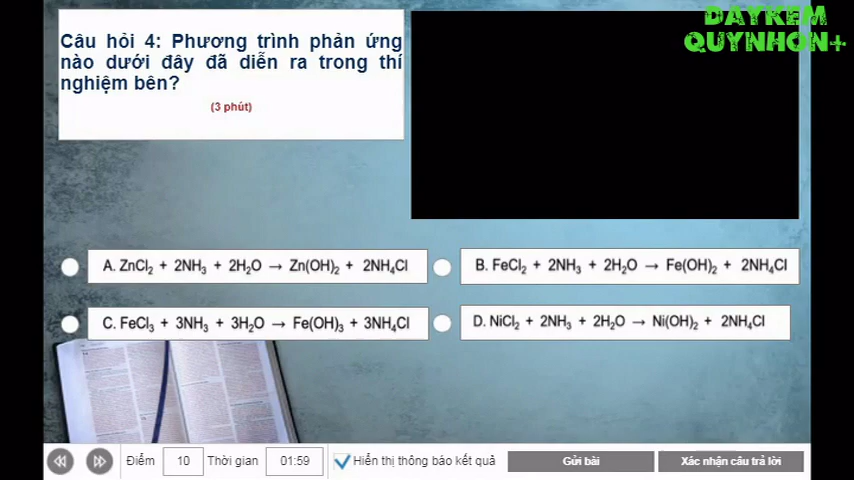 DAYKEM
QUYNHON+
Câu hỏi 4: Phương trình phản ứng
nào dưới đây đã diễn ra trong thí
nghiệm bên?
(3 phút)
A. ZnCl₂ + 2NH₃ + 2H₂O → Zn(OH)₂ + 2NH₄Cl
B. FeCl₂ + 2NH₃ + 2H₂O → Fe(OH)₂ + 2NH₄Cl
C. FeCl₃ + 3NH₃ + 3H₂O → Fe(OH)₃ + 3NH₄Cl
D. NiCl₂ + 2NH₃ + 2H₂O → Ni(OH)₂ + 2NH₄Cl
Điểm 10 Thời gian 01:59 Hiển thị thông báo kết quả Gửi bài Xác nhận câu trả lời